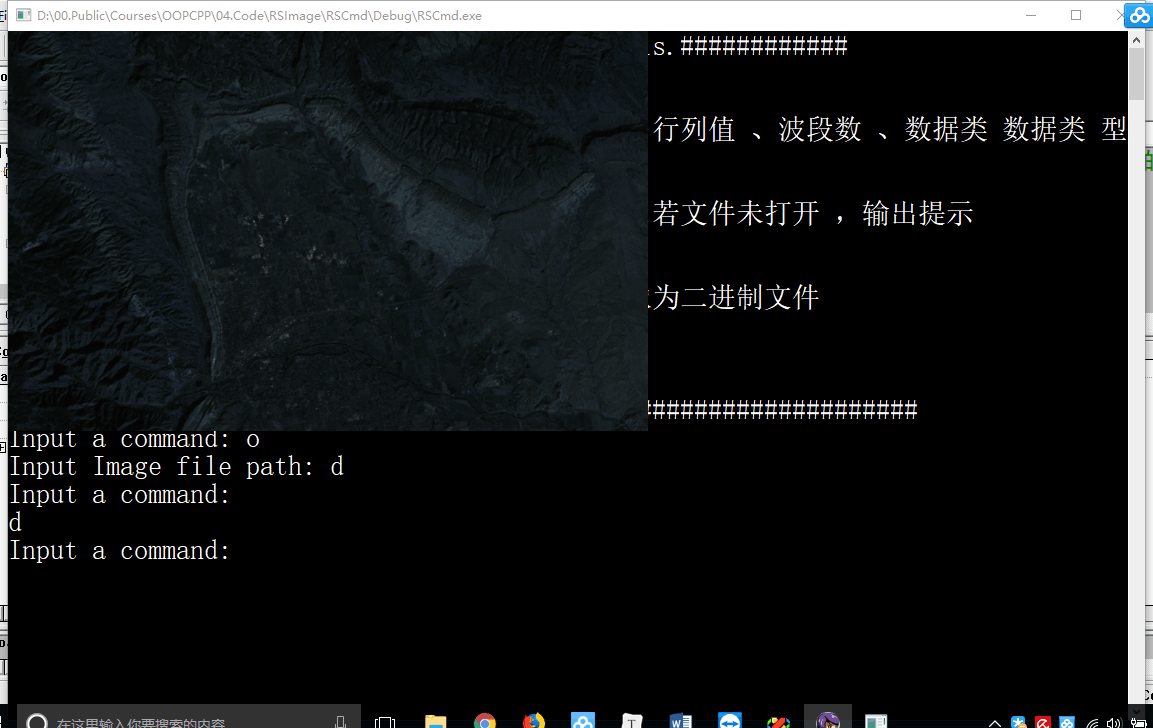 D:\00.Public\Courses\OOPCPP\04.Code\RSImage\RSCmd\Debug\RSCmd.exe
s.############
行列值 、波段数 、数据类 数据类 型
若文件未打开 ，输出提示
为二进制文件
####################
Input a command: o
Input Image file path: d
Input a command:
d
Input a command:
在这里输入你要搜索的内容